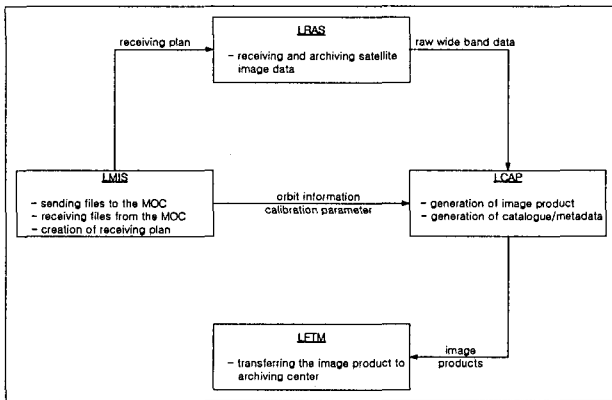 receiving plan
LRAS
- receiving and archiving satellite
image data
raw wide band data
LMIS
- sending files to the MOC
- receiving files from the MOC
- creation of receiving plan
orbit information
calibration parameter
LCAP
- generation of image product
- generation of catalogue/metadata
LFTM
- transferring the image product to
archiving center
image
products